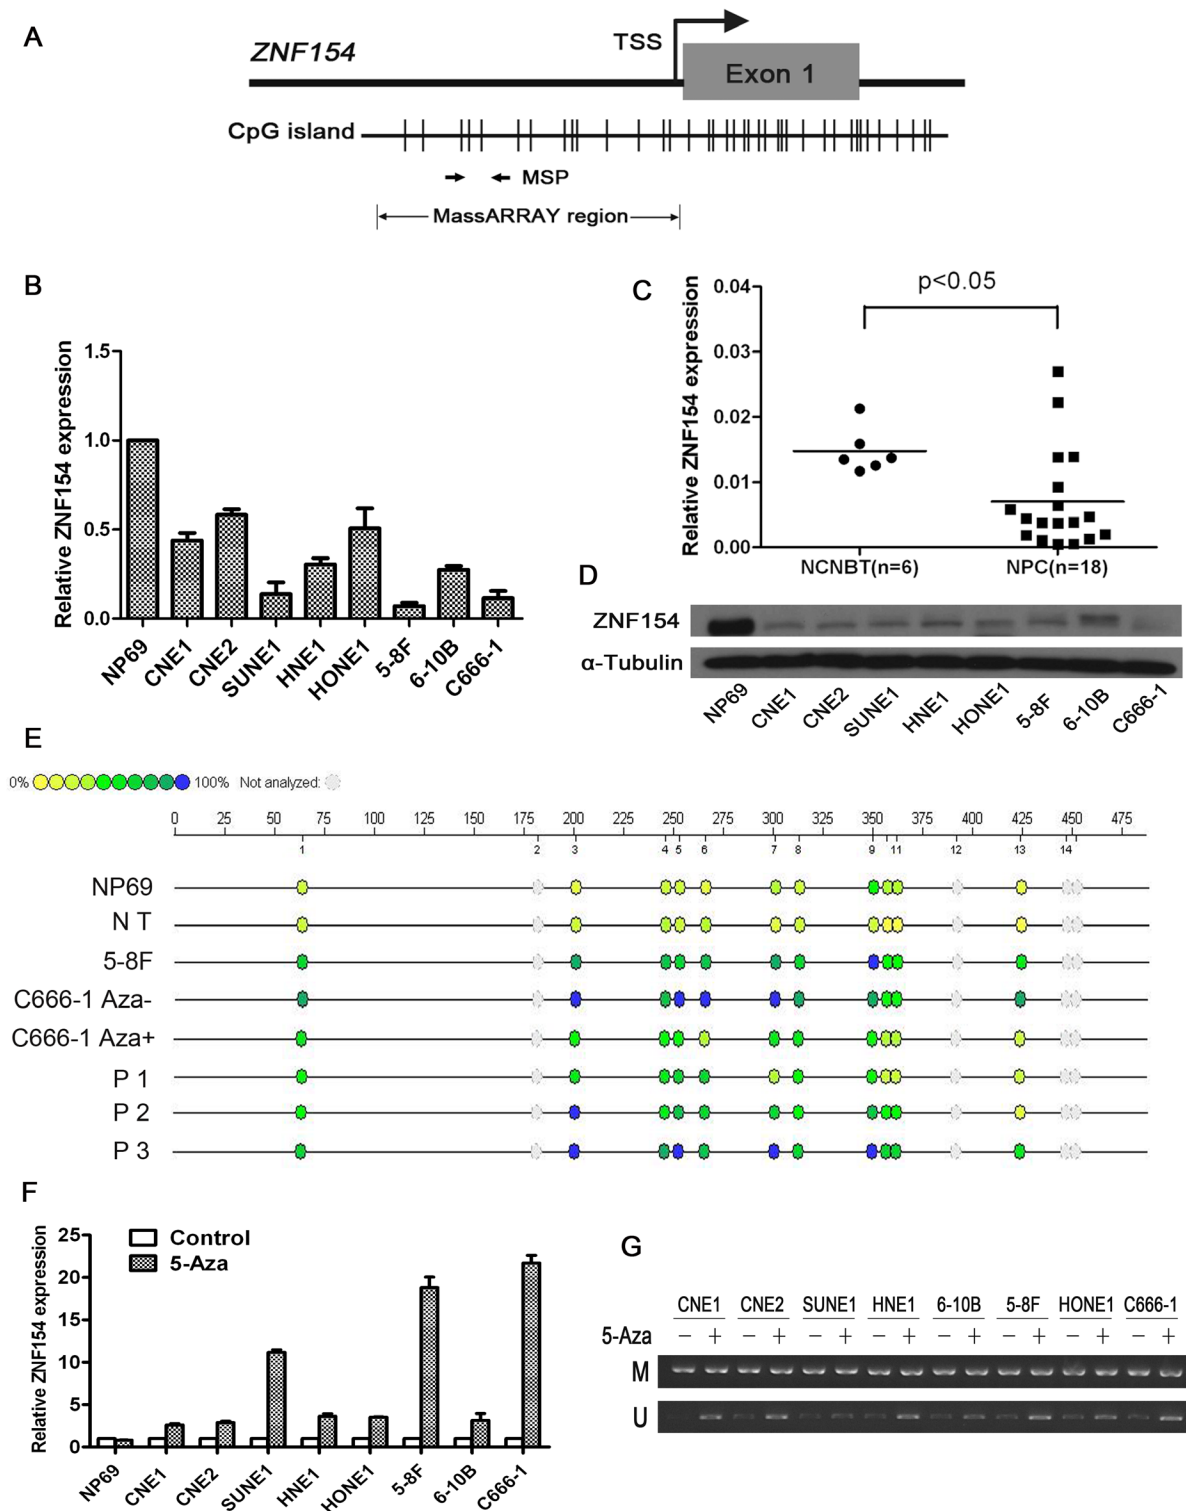 A
ZNF154
TSS
Exon 1
CpG island
MSP
MassARRAY region
B
Relative ZNF154 expression
1.5
1.0
0.5
0.0
NP69
CNE1
CNE2
SUNE1
HNE1
HONE1
5-8F
6-10B
C666-1
C
Relative ZNF154 expression
p<0.05
0.04
0.03
0.02
0.01
0.00
NCNBT(n=6)
NPC(n=18)
D
ZNF154
α-Tubulin
NP69
CNE1
CNE2
SUNE1
HNE1
HONE1
5-8F
6-10B
C666-1
E
0% 100% Not analyzed:
0 25 50 75 100 125 150 175 200 225 250 275 300 325 350 375 400 425 450 475
1 2 3 4 5 6 7 8 9 11 12 13 14
NP69
N T
5-8F
C666-1 Aza-
C666-1 Aza+
P 1
P 2
P 3
F
Relative ZNF154 expression
25
20
15
10
5
0
Control
5-Aza
NP69
CNE1
CNE2
SUNE1
HNE1
HONE1
5-8F
6-10B
C666-1
G
CNE1 CNE2 SUNE1 HNE1 6-10B 5-8F HONE1 C666-1
5-Aza − + − + − + − + − + − + − + − +
M
U